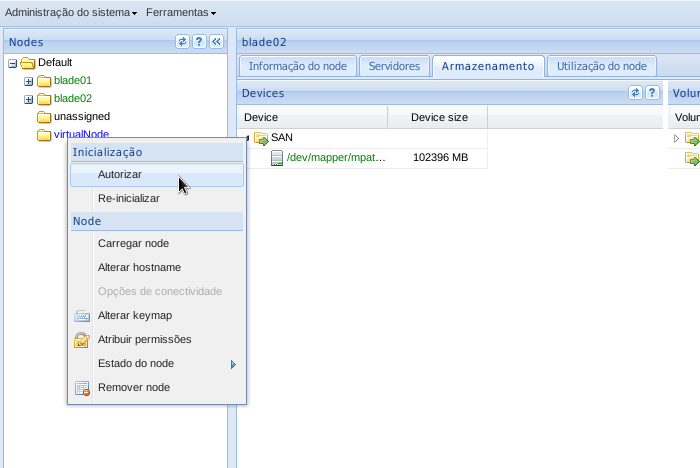 Administração do sistema Ferramentas
Nodes
Default
blade01
blade02
unassigned
virtualNode
Inicialização
Autorizar
Re-inicializar
Node
Carregar node
Alterar hostname
Opções de conectividade
Alterar keymap
Atribuir permissões
Estado do node
Remover node
blade02
Informação do node Servidores Armazenamento Utilização do node
Devices
Device Device size
SAN
/dev/mapper/mpat... 102396 MB